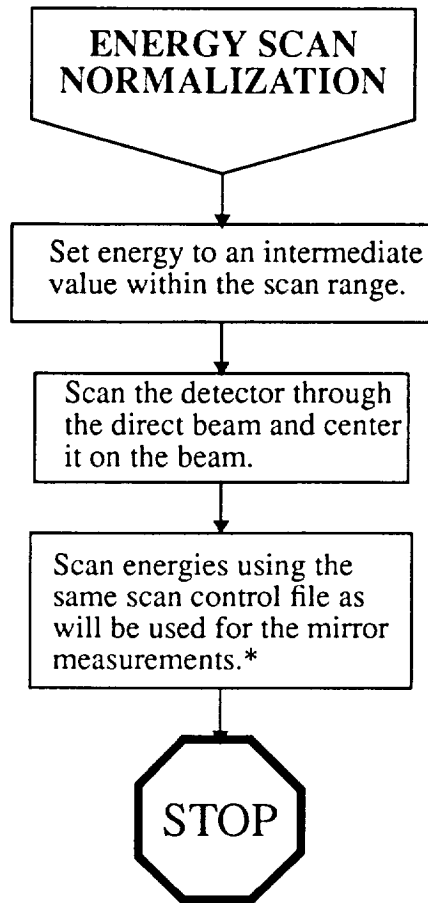 ENERGY SCAN
NORMALIZATION
Set energy to an intermediate
value within the scan range.
Scan the detector through
the direct beam and center
it on the beam.
Scan energies using the
same scan control file as
will be used for the mirror
measurements.*
STOP